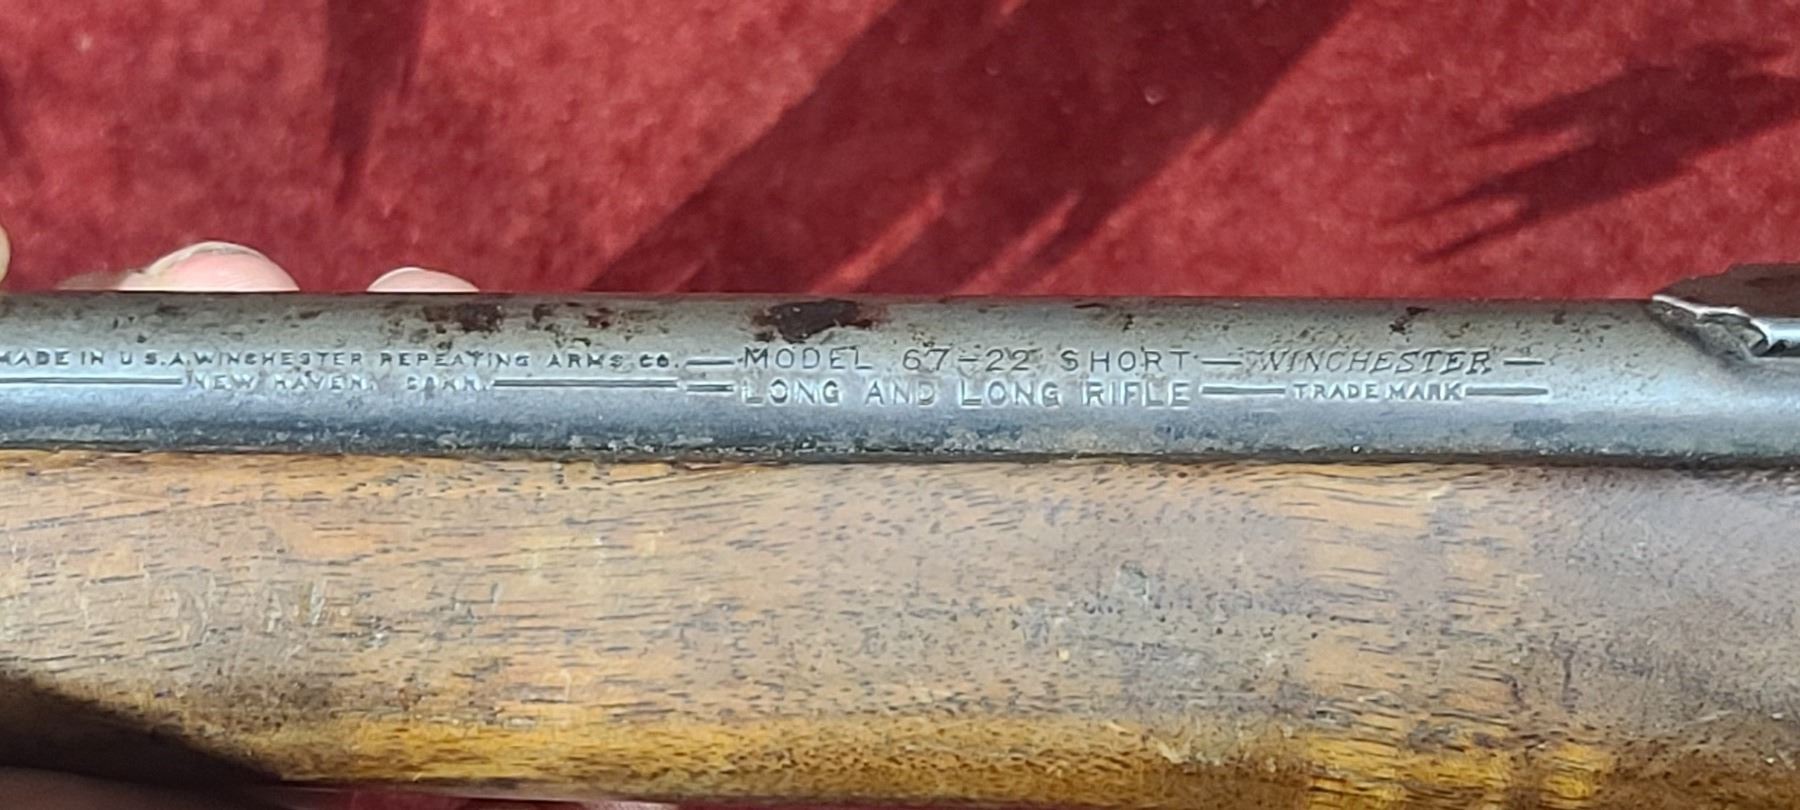 MADE IN U.S.A. WINCHESTER REPEATING ARMS CO. — MODEL 67-22 SHORT — WINCHESTER —
NEW HAVEN, CONN. LONG AND LONG RIFLE — TRADE MARK —